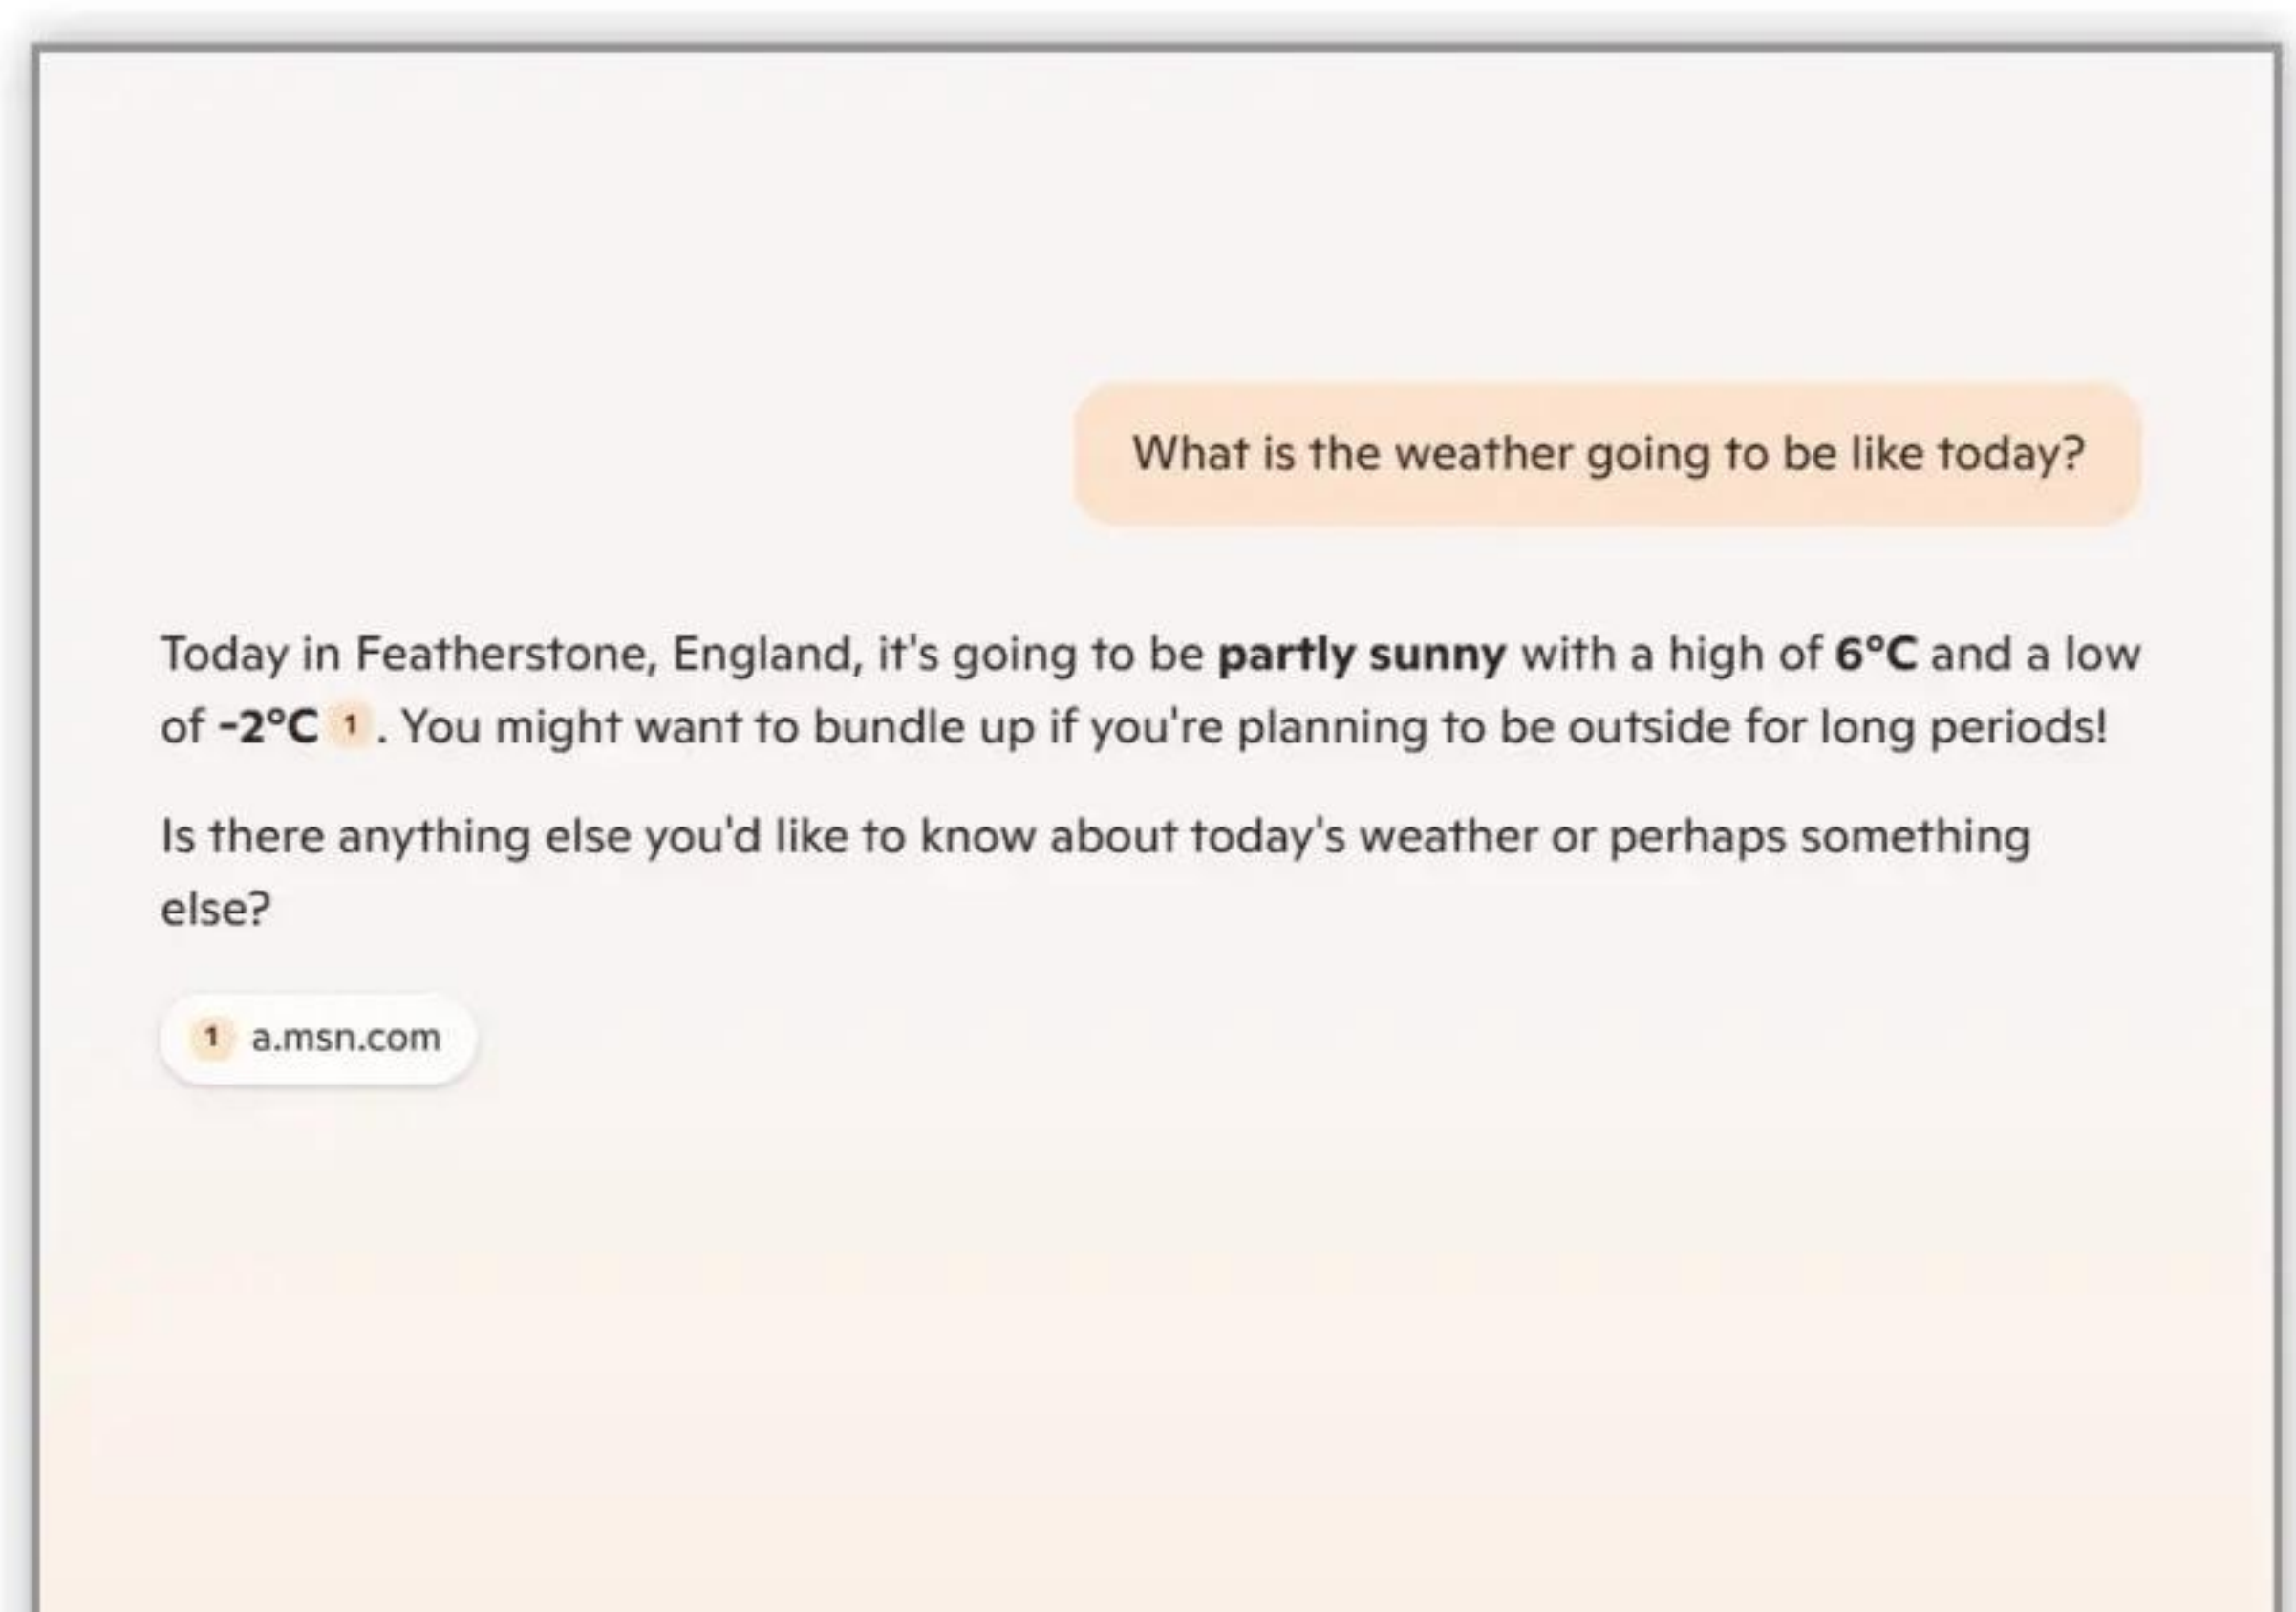 What is the weather going to be like today?
Today in Featherstone, England, it's going to be partly sunny with a high of 6°C and a low
of -2°C 1 . You might want to bundle up if you're planning to be outside for long periods!
Is there anything else you'd like to know about today's weather or perhaps something
else?
1 a.msn.com